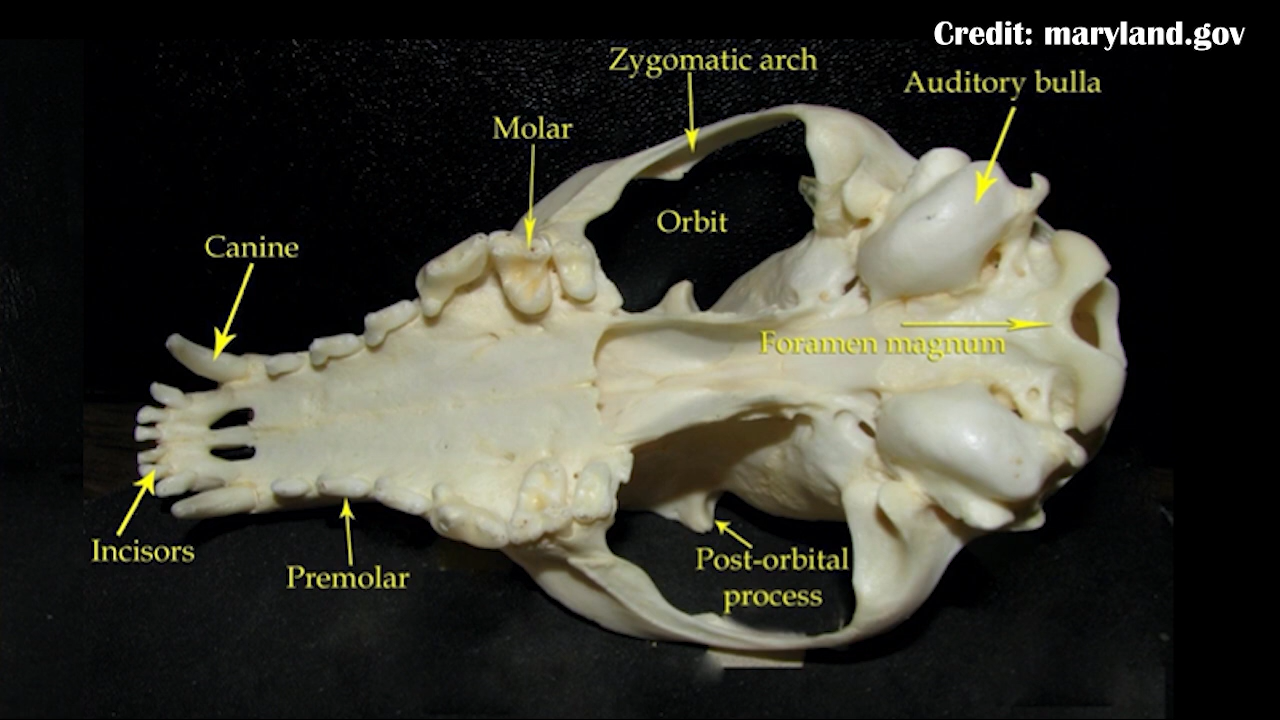 Credit: maryland.gov
Zygomatic arch
Auditory bulla
Molar
Orbit
Canine
Foramen magnum
Incisors
Premolar
Post-orbital
process